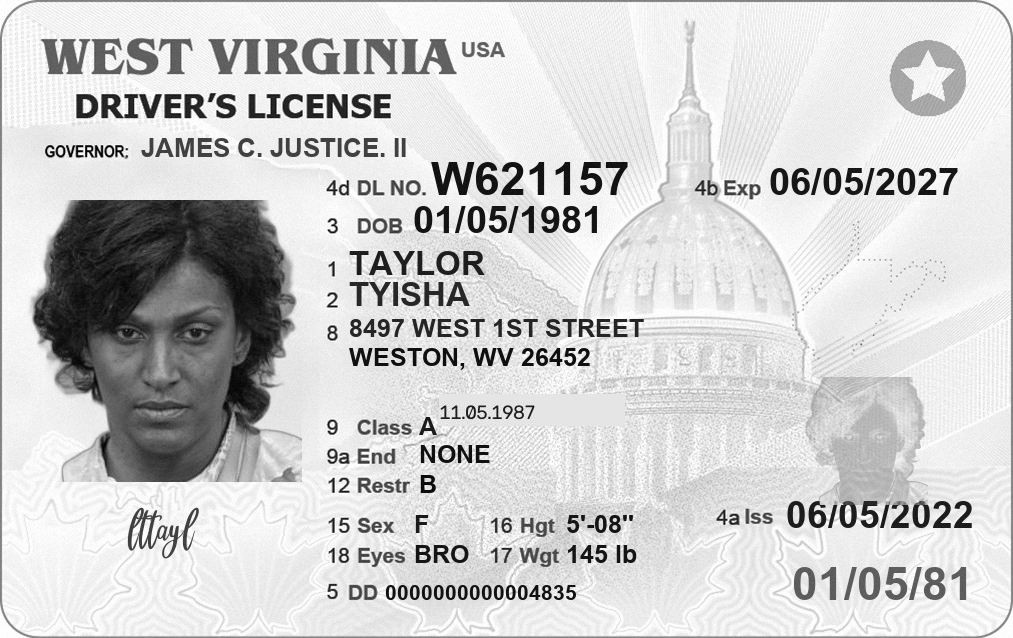 WEST VIRGINIA USA
DRIVER'S LICENSE
GOVERNOR: JAMES C. JUSTICE. II
4d DL NO. W621157 4b Exp 06/05/2027
3 DOB 01/05/1981
1 TAYLOR
2 TYISHA
8 8497 WEST 1ST STREET
WESTON, WV 26452
11.05.1987
9 Class A
9a End NONE
12 Restr B
15 Sex F 16 Hgt 5'-08"
4a Iss 06/05/2022
18 Eyes BRO 17 Wgt 145 lb
5 DD 0000000000004835
01/05/81